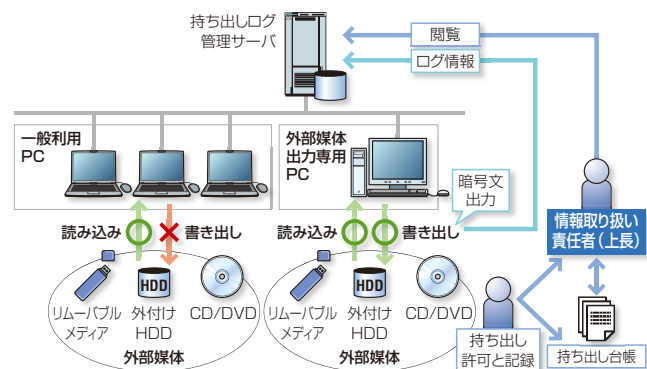 持ち出しログ
管理サーバ
閲覧
ログ情報
一般利用
PC
外部媒体
出力専用
PC
暗号文
出力
読み込み
書き出し
読み込み
書き出し
情報取り扱い
責任者(上長)
HDD
リムーバブル
メディア
外付け
HDD
CD/DVD
外部媒体
HDD
リムーバブル
メディア
外付け
HDD
CD/DVD
外部媒体
持ち出し
許可と記録
持ち出し台帳